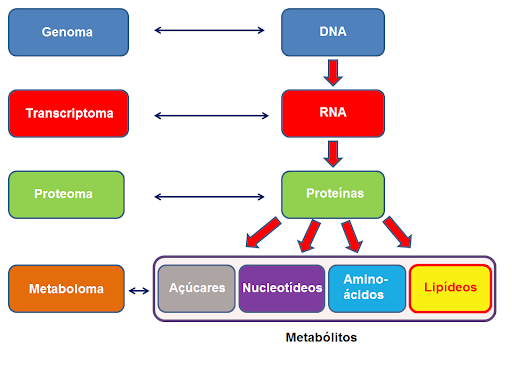 Genoma
DNA
Transcriptoma
RNA
Proteoma
Proteínas
Metaboloma
Açúcares
Nucleotídeos
Amino-
ácidos
Lipídeos
Metabólitos